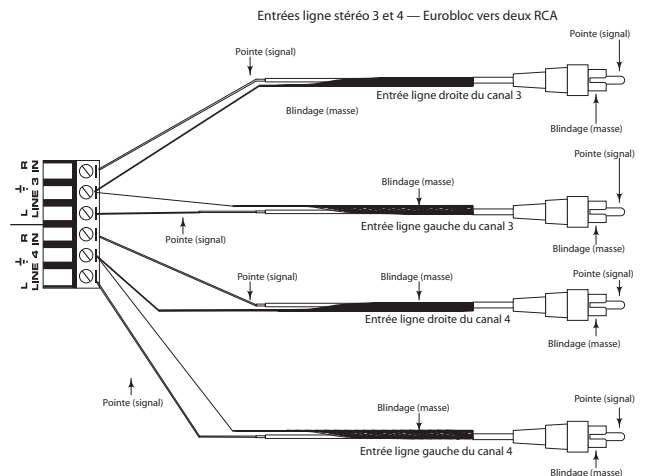 Entrées ligne stéréo 3 et 4 — Eurobloc vers deux RCA
Pointe (signal)
Pointe (signal)
Entrée ligne droite du canal 3
Blindage (masse)
Blindage (masse)
Pointe (signal)
R
LINE 3 IN
L
R
LINE 4 IN
L
Blindage (masse)
Pointe (signal)
Entrée ligne gauche du canal 3
Blindage (masse)
Pointe (signal)
Pointe (signal)
Blindage (masse)
Entrée ligne droite du canal 4
Blindage (masse)
Pointe (signal)
Pointe (signal)
Blindage (masse)
Entrée ligne gauche du canal 4
Blindage (masse)